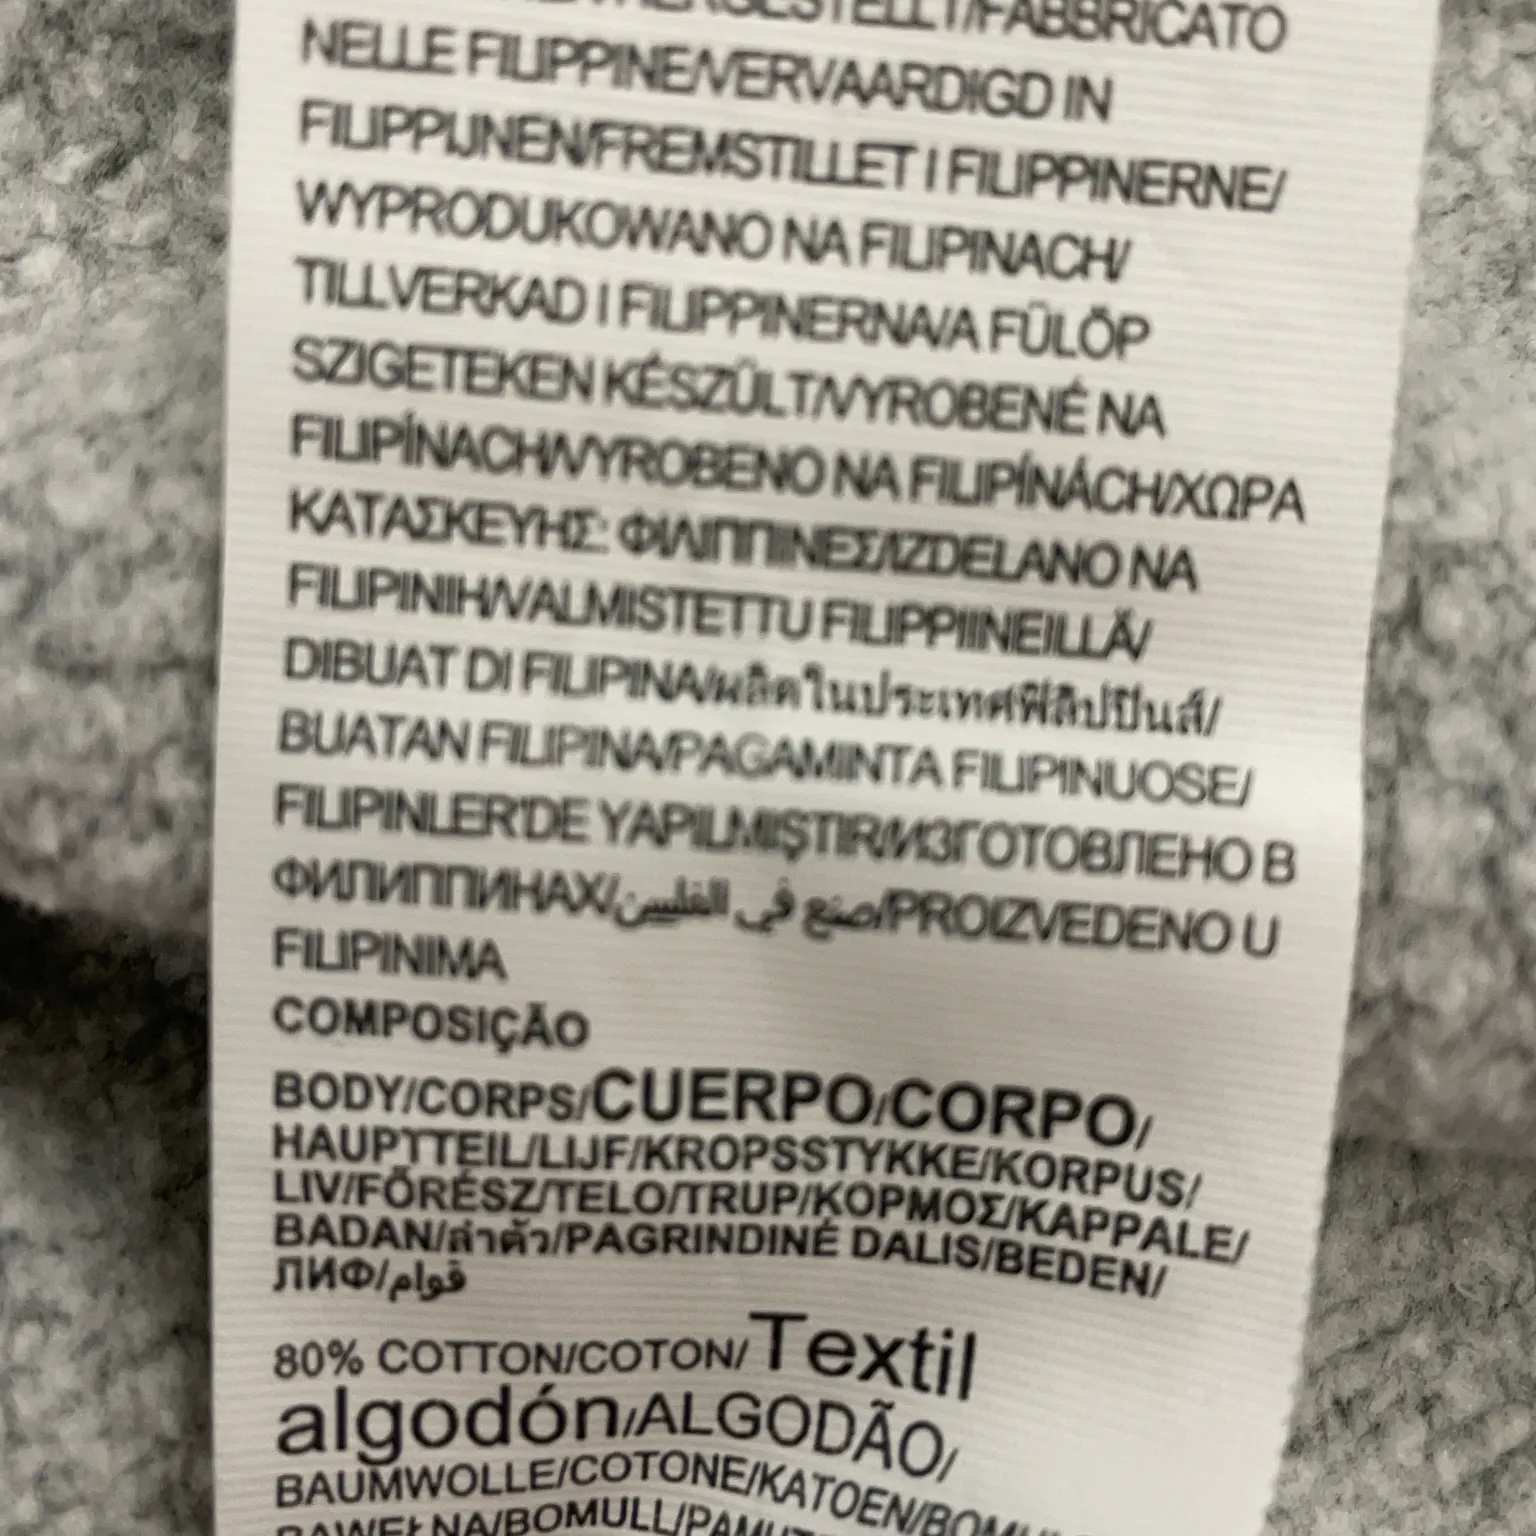 HERGESTELLT/FABBRICATO
NELLE FILIPPINE/VERVAARDIGD IN
FILIPPIJNEN/FREMSTILLET I FILIPPINERNE/
WYPRODUKOWANO NA FILIPINACH/
TILLVERKAD I FILIPPINERNA/A FÜLÖP
SZIGETEKEN KÉSZÜLT/VYROBENÉ NA
FILIPÍNACH/VYROBENO NA FILIPÍNÁCH/ΧΩΡΑ
ΚΑΤΑΣΚΕΥΗΣ: ΦΙΛΙΠΠΙΝΕΣ/IZDELANO NA
FILIPINIH/VALMISTETTU FILIPPIINEILLÄ/
DIBUAT DI FILIPINA/ผลิตในประเทศฟิลิปปินส์/
BUATAN FILIPINA/PAGAMINTA FILIPINUOSE/
FILIPINLER'DE YAPILMIŞTIR/ИЗГОТОВЛЕНО В
ФИЛИППИНАХ/صنع في الفلبين/PROIZVEDENO U
FILIPINIMA
COMPOSIÇÃO
BODY/CORPS/CUERPO/CORPO/
HAUPTTEIL/LIJF/KROPSSTYKKE/KORPUS/
LIV/FŐRÉSZ/TELO/TRUP/ΚΟΡΜΟΣ/KAPPALE/
BADAN/ลำตัว/PAGRINDINĖ DALIS/BEDEN/
ЛИФ/قوام
80% COTTON/COTON/Textil
algodón/ALGODÃO/
BAUMWOLLE/COTONE/KATOEN/
BAWEŁNA/BOMULL/